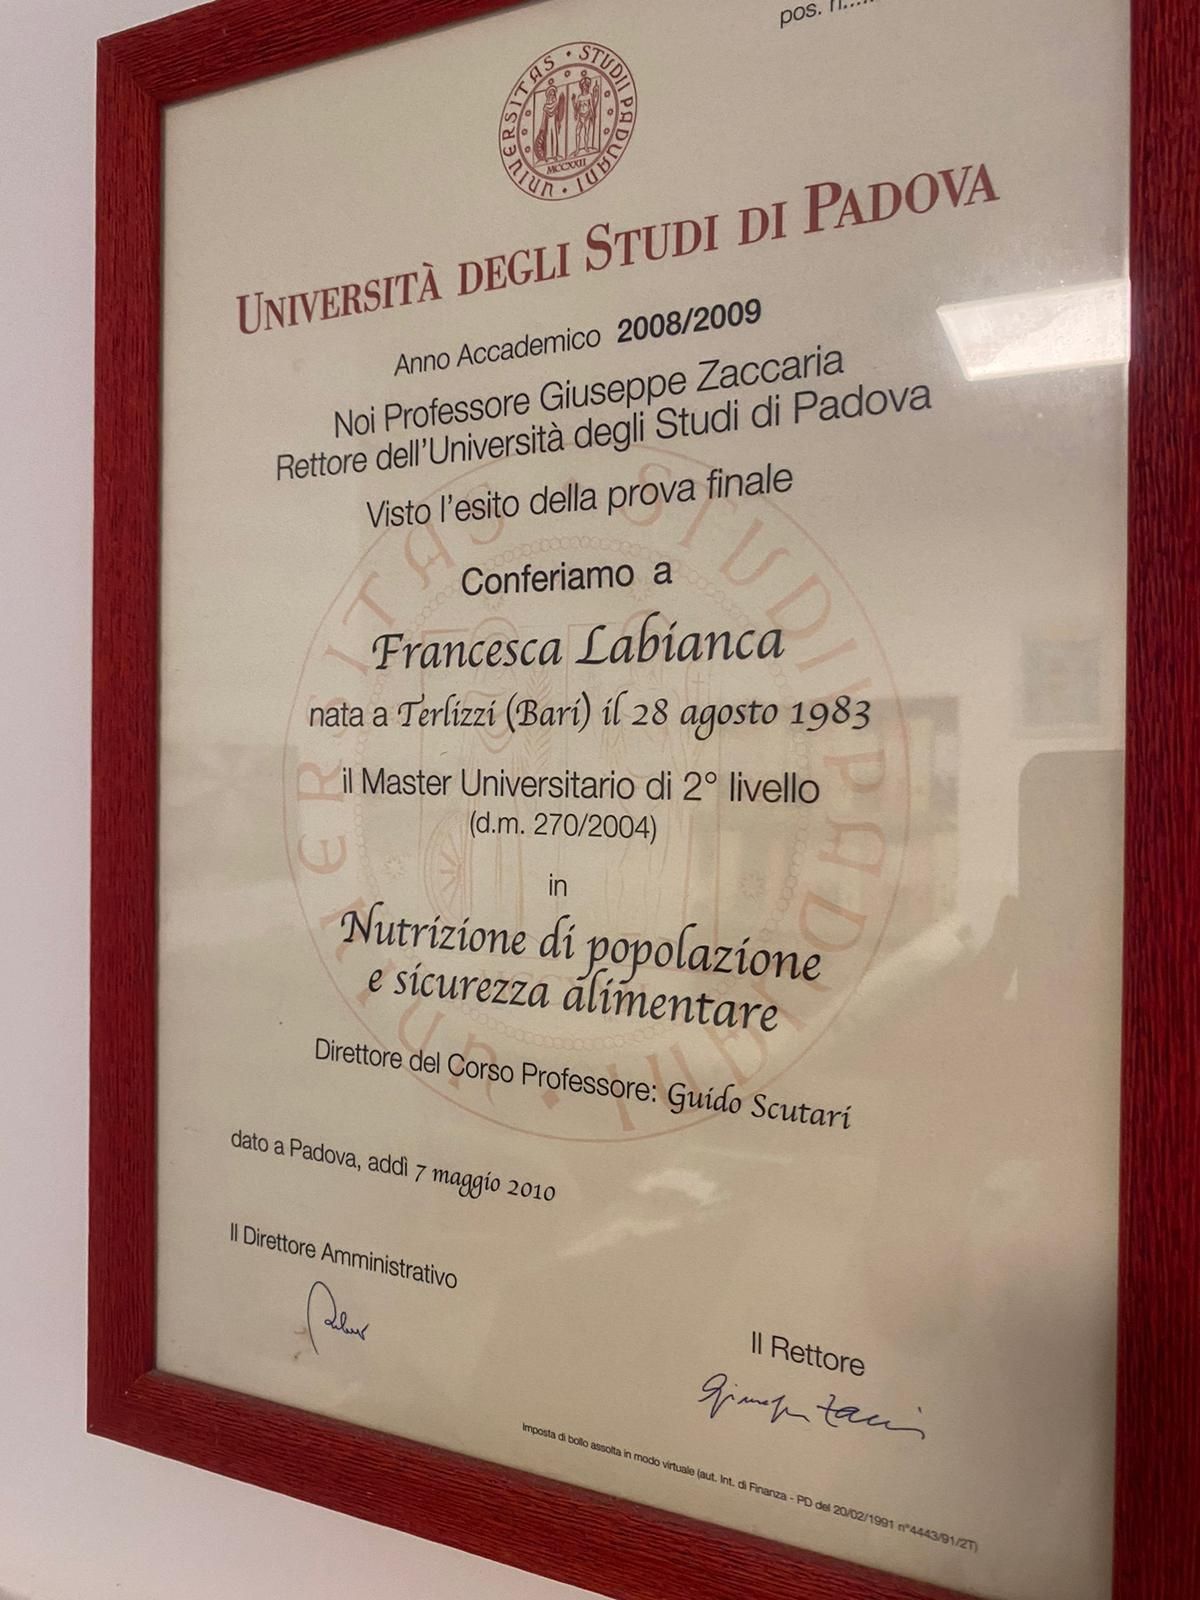 pos. n.....
UNIVERSITAS · STUDII PADUANI ·
MCCXXII
UNIVERSITÀ DEGLI STUDI DI PADOVA
Anno Accademico 2008/2009
Noi Professore Giuseppe Zaccaria
Rettore dell'Università degli Studi di Padova
Visto l'esito della prova finale
Conferiamo a
Francesca Labianca
nata a Terlizzi (Bari) il 28 agosto 1983
il Master Universitario di 2° livello
(d.m. 270/2004)
in
Nutrizione di popolazione
e sicurezza alimentare
Direttore del Corso Professore: Guido Scutari
dato a Padova, addì 7 maggio 2010
Il Direttore Amministrativo
Il Rettore
Imposta di bollo assolta in modo virtuale (aut. Int. di Finanza - PD del 20/02/1991 n°4443/91/2T)